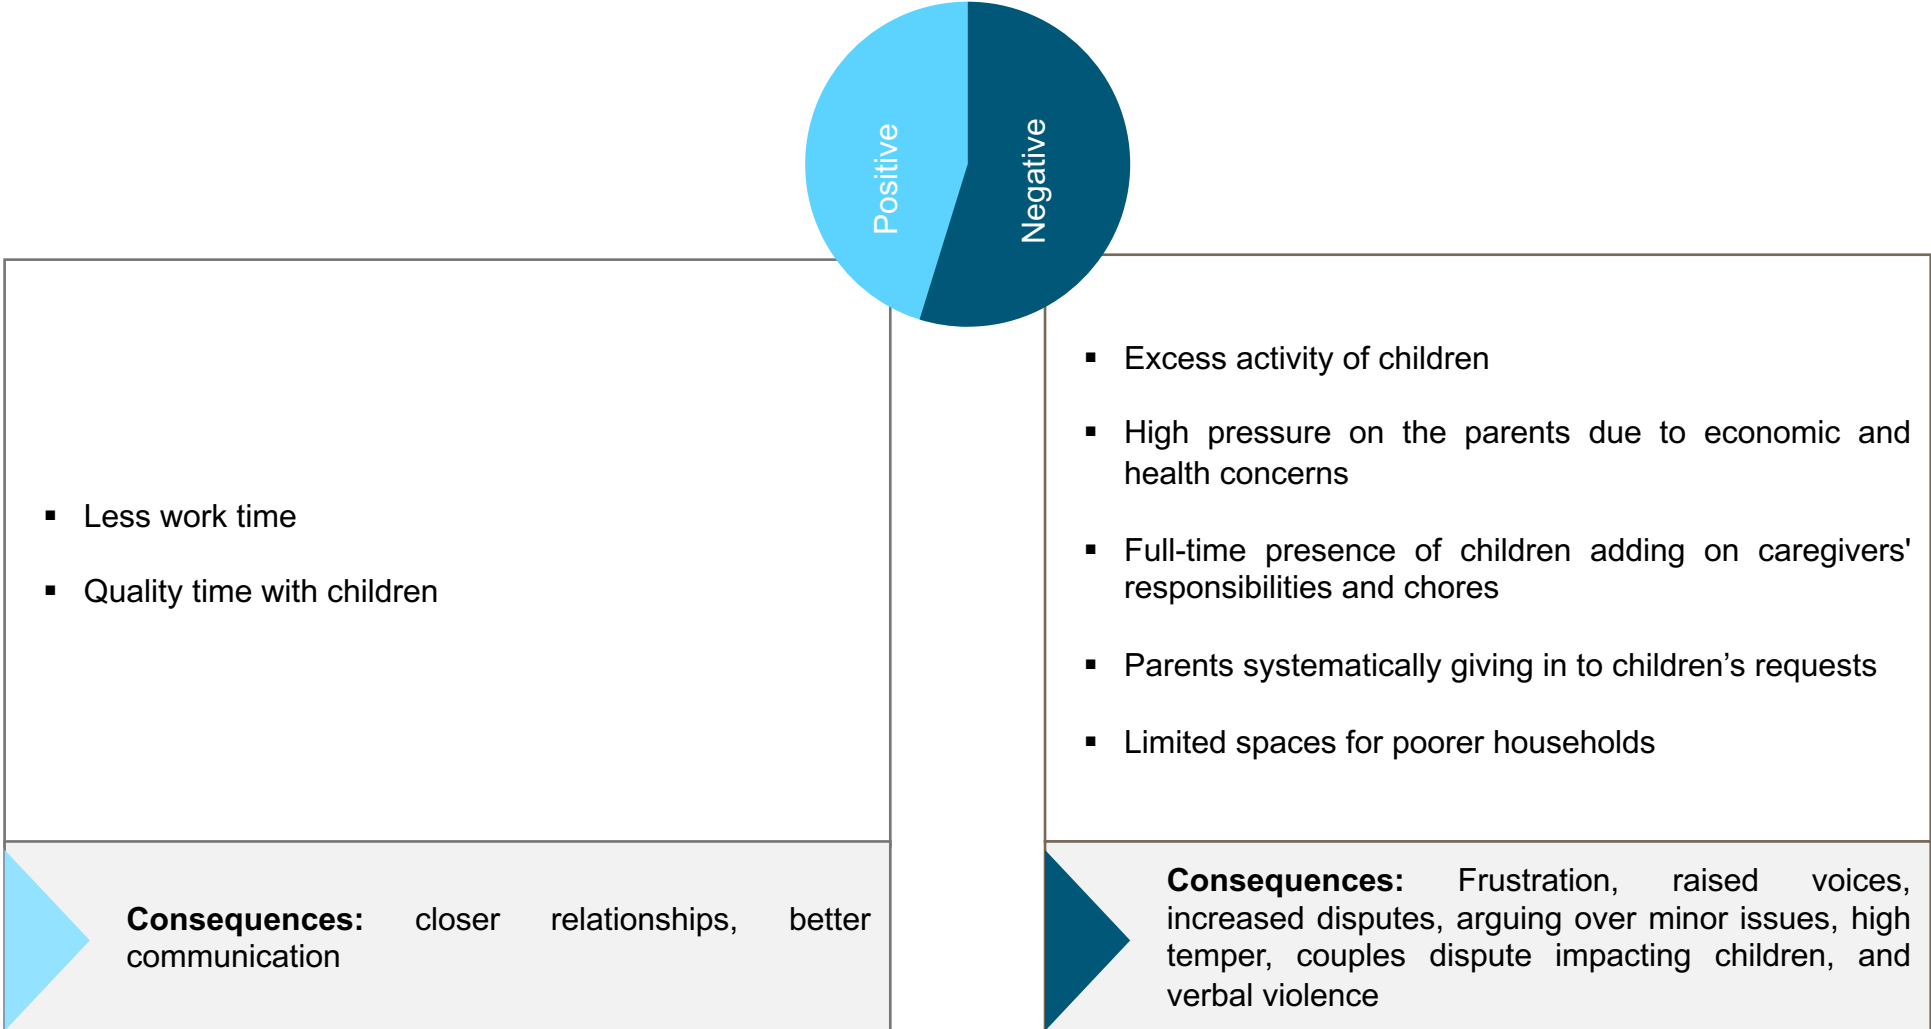 Positive
Negative
▪ Less work time
▪ Quality time with children
Consequences: closer relationships, better
communication
▪ Excess activity of children
▪ High pressure on the parents due to economic and
health concerns
▪ Full-time presence of children adding on caregivers'
responsibilities and chores
▪ Parents systematically giving in to children’s requests
▪ Limited spaces for poorer households
Consequences: Frustration, raised voices,
increased disputes, arguing over minor issues, high
temper, couples dispute impacting children, and
verbal violence